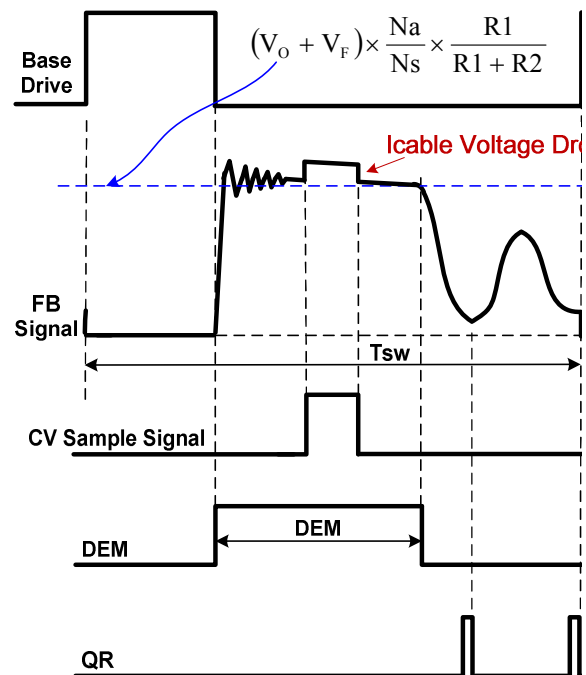 Base
Drive
(V_O + V_F) × Na/Ns × R1/(R1 + R2)
Icable Voltage Dro
FB
Signal
Tsw
CV Sample Signal
DEM
DEM
QR